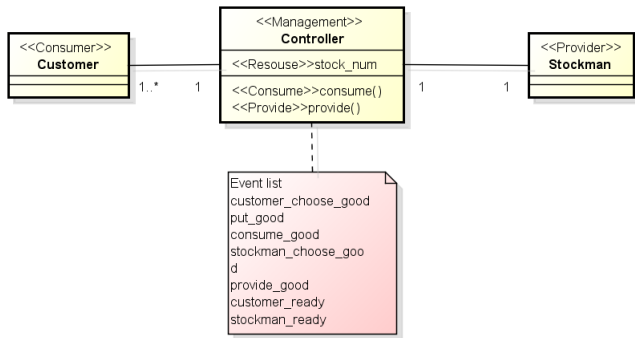 <<Management>>
Controller
<<Consumer>>
Customer
<<Resouse>>stock_num
<<Provider>>
Stockman
1..*
1
<<Consume>>consume()
<<Provide>>provide()
1
1
Event list
customer_choose_good
put_good
consume_good
stockman_choose_goo
d
provide_good
customer_ready
stockman_ready